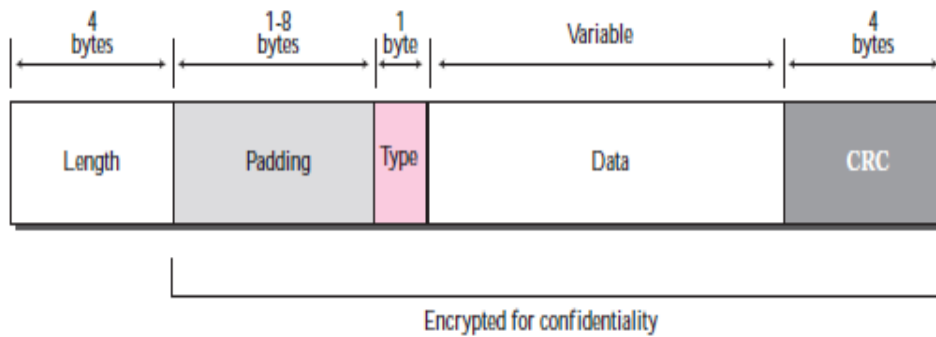 4
bytes
1-8
bytes
1
byte
Variable
4
bytes
Length
Padding
Type
Data
CRC
Encrypted for confidentiality